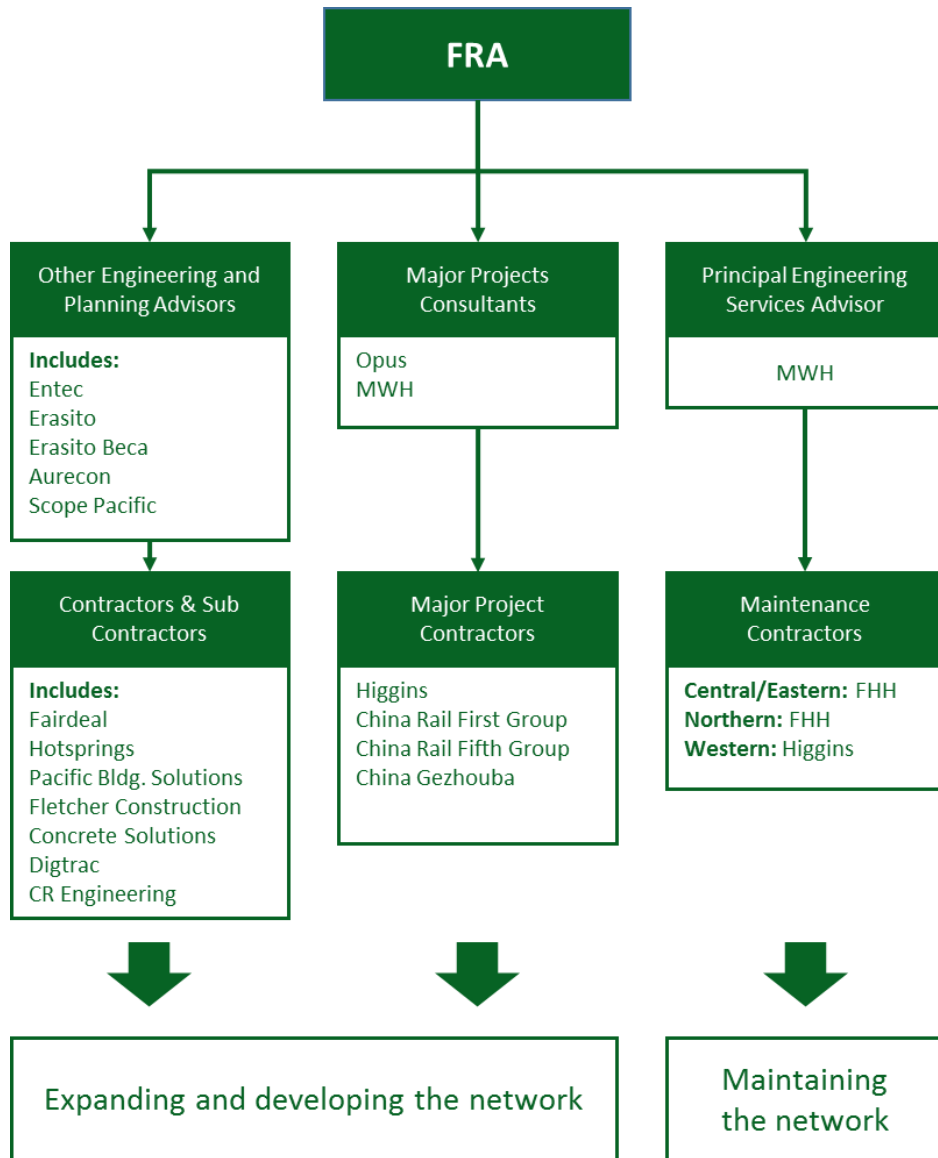 FRA
Other Engineering and
Planning Advisors
Includes:
Entec
Erasito
Erasito Beca
Aurecon
Scope Pacific
Major Projects
Consultants
Opus
MWH
Principal Engineering
Services Advisor
MWH
Contractors & Sub
Contractors
Includes:
Fairdeal
Hotsprings
Pacific Bldg. Solutions
Fletcher Construction
Concrete Solutions
Digtrac
CR Engineering
Major Project
Contractors
Higgins
China Rail First Group
China Rail Fifth Group
China Gezhouba
Maintenance
Contractors
Central/Eastern: FHH
Northern: FHH
Western: Higgins
Expanding and developing the network
Maintaining
the network